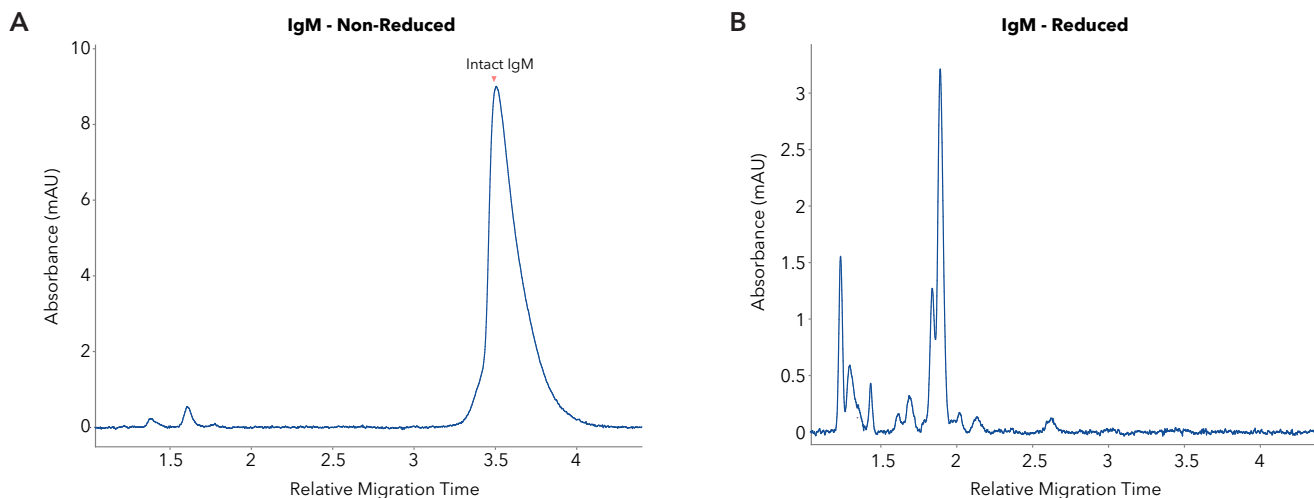 A
IgM - Non-Reduced
Intact IgM
Absorbance (mAU)
10
8
6
4
2
0
1.5
2
2.5
3
3.5
4
Relative Migration Time
B
IgM - Reduced
Absorbance (mAU)
3
2.5
2
1.5
1
0.5
0
1.5
2
2.5
3
3.5
4
Relative Migration Time